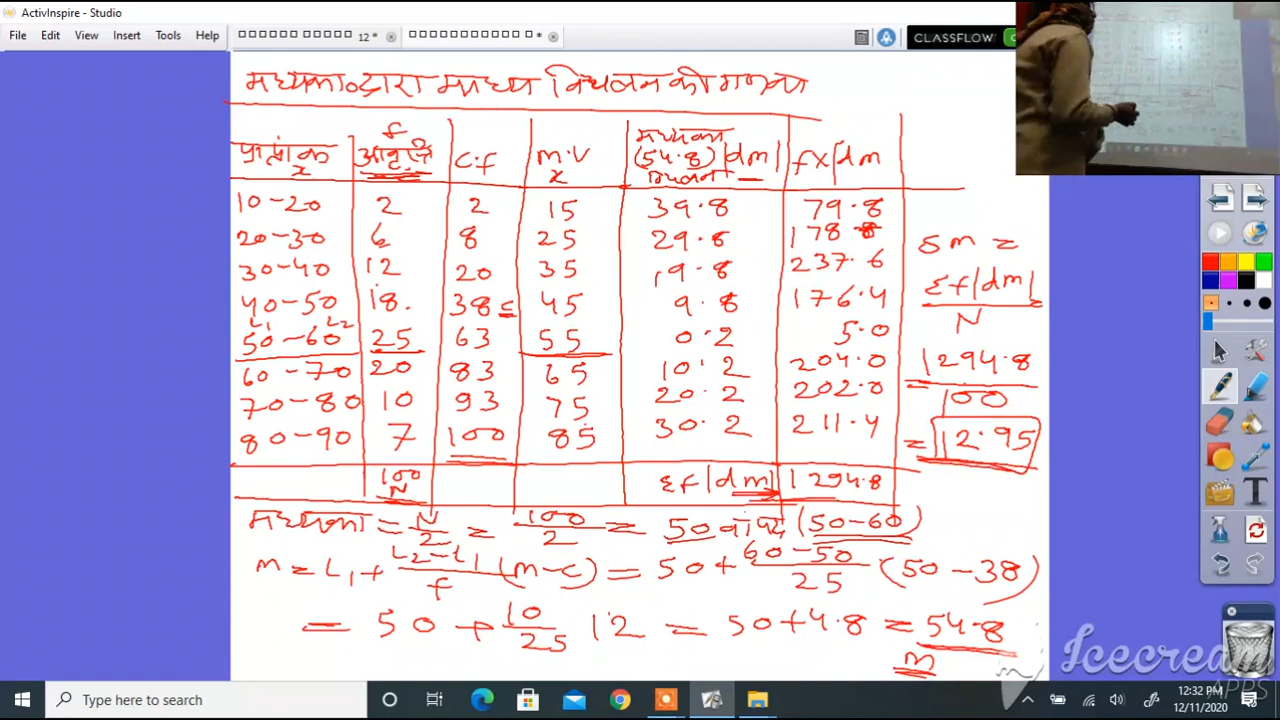 ActivInspire - Studio
File Edit View Insert Tools Help
12 *
CLASSFLOW
मध्यका द्वारा माध्य विचलन की गणना
प्राप्तांक x | आवृत्ति f | C.f | m.v x | मध्यका (54.8) विचलन |dm| | fx|dm
10-20 2 2 15 39.8 79.8
20-30 6 8 25 29.8 178.8
30-40 12 20 35 19.8 237.6
40-50 18. 38 c 45 9.8 176.4
L1 L2
50-60 25 63 55 0.2 5.0
60-70 20 83 65 10.2 204.0
70-80 10 93 75 20.2 202.0
80-90 7 100 85 30.2 211.4
100 N Σf|dm| 1294.8
δm =
Σf|dm|
N
1294.8
100
= 12.95
मध्यका = N/2 = 100/2 = 50 वां पद (50-60)
m = L1 + L2-L1/f (m-c) = 50 + 60-50/25 (50-38)
= 50 + 10/25 12 = 50+4.8 = 54.8
m
Icecream
APPS
Type here to search
12:32 PM
12/11/2020